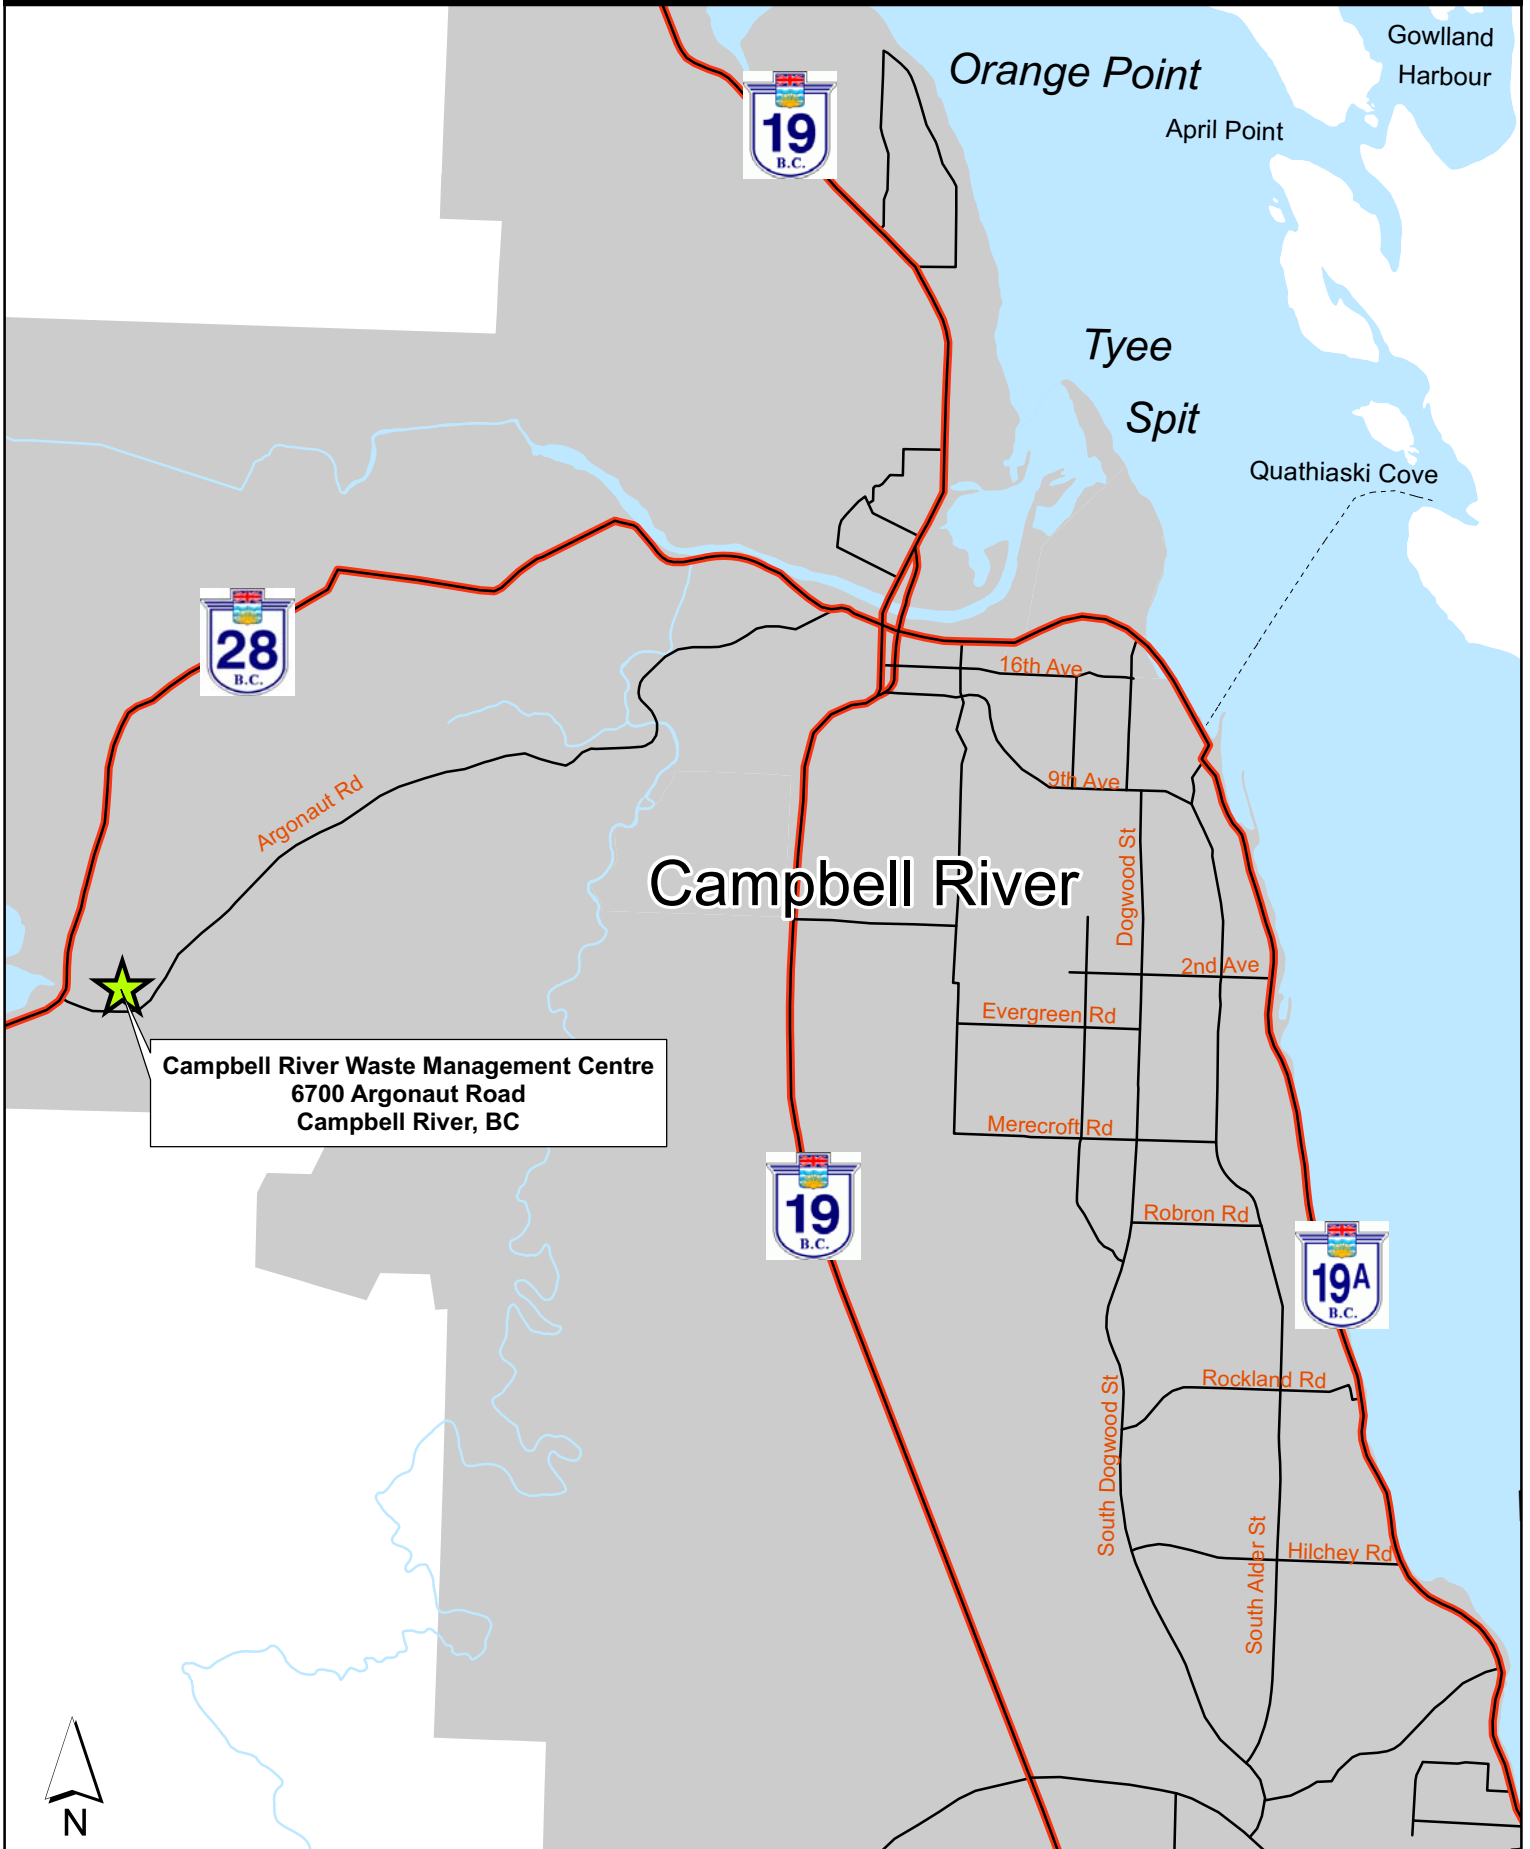 Gowlland
Harbour
Orange Point
April Point
19
B.C.
Tyee
Spit
Quathiaski Cove
28
B.C.
16th Ave
9th Ave
Argonaut Rd
Dogwood St
Campbell River
2nd Ave
Evergreen Rd
Campbell River Waste Management Centre
6700 Argonaut Road
Campbell River, BC
Merecroft Rd
19
B.C.
Robron Rd
19A
B.C.
Rockland Rd
South Dogwood St
South Alder St
Hilchey Rd
N